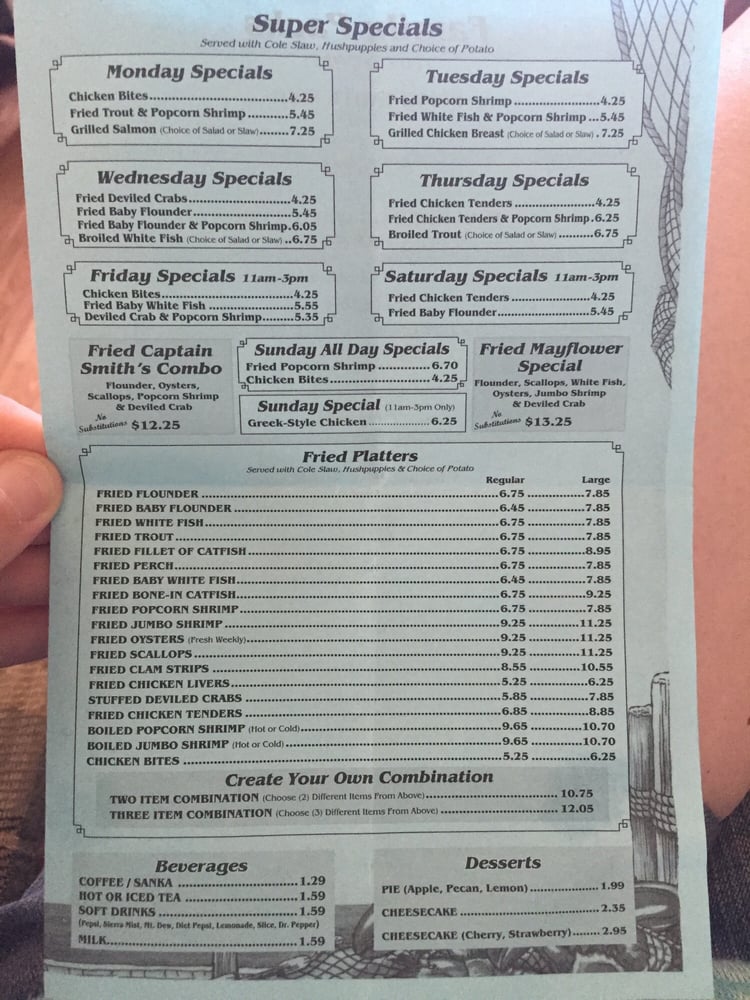 Super Specials
Served with Cole Slaw, Hushpuppies and Choice of Potato
Monday Specials
Chicken Bites.......................................4.25
Fried Trout & Popcorn Shrimp..........5.45
Grilled Salmon (Choice of Salad or Slaw)........7.25
Tuesday Specials
Fried Popcorn Shrimp.......................4.25
Fried White Fish & Popcorn Shrimp ...5.45
Grilled Chicken Breast (Choice of Salad or Slaw) . 7.25
Wednesday Specials
Fried Deviled Crabs............................4.25
Fried Baby Flounder...........................5.45
Fried Baby Flounder & Popcorn Shrimp.6.05
Broiled White Fish (Choice of Salad or Slaw) ..6.75
Thursday Specials
Fried Chicken Tenders ......................4.25
Fried Chicken Tenders & Popcorn Shrimp.6.25
Broiled Trout (Choice of Salad or Slaw) ..........6.75
Friday Specials 11am-3pm
Chicken Bites.....................................4.25
Fried Baby White Fish ........................5.55
Deviled Crab & Popcorn Shrimp.........5.35
Saturday Specials 11am-3pm
Fried Chicken Tenders ......................4.25
Fried Baby Flounder..........................5.45
Fried Captain
Smith's Combo
Flounder, Oysters,
Scallops, Popcorn Shrimp
& Deviled Crab
No
Substitutions $12.25
Sunday All Day Specials
Fried Popcorn Shrimp ..............6.70
Chicken Bites............................4.25
Sunday Special (11am-3pm Only)
Greek-Style Chicken .................6.25
Fried Mayflower
Special
Flounder, Scallops, White Fish,
Oysters, Jumbo Shrimp
& Deviled Crab
No
Substitutions $13.25
Fried Platters
Served with Cole Slaw, Hushpuppies & Choice of Potato
Regular Large
FRIED FLOUNDER ..........6.75 ..........7.85
FRIED BABY FLOUNDER ..........6.45 ..........7.85
FRIED WHITE FISH..........6.75 ..........7.85
FRIED TROUT..........6.75 ..........7.85
FRIED FILLET OF CATFISH..........6.75 ..........8.95
FRIED PERCH..........6.75 ..........7.85
FRIED BABY WHITE FISH..........6.45 ..........7.85
FRIED BONE-IN CATFISH..........6.75 ..........9.25
FRIED POPCORN SHRIMP..........6.75 ..........7.85
FRIED JUMBO SHRIMP ..........9.25 ..........11.25
FRIED OYSTERS (Fresh Weekly)..........9.25 ..........11.25
FRIED SCALLOPS..........9.25 ..........11.25
FRIED CLAM STRIPS ..........8.55 ..........10.55
FRIED CHICKEN LIVERS..........5.25 ..........6.25
STUFFED DEVILED CRABS ..........5.85 ..........7.85
FRIED CHICKEN TENDERS ..........6.85 ..........8.85
BOILED POPCORN SHRIMP (Hot or Cold)..........9.65 ..........10.70
BOILED JUMBO SHRIMP (Hot or Cold)..........9.65 ..........10.70
CHICKEN BITES ..........5.25 ..........6.25
Create Your Own Combination
TWO ITEM COMBINATION (Choose (2) Different Items From Above).......... 10.75
THREE ITEM COMBINATION (Choose (3) Different Items From Above) .......... 12.05
Beverages
COFFEE / SANKA ..........1.29
HOT OR ICED TEA ..........1.59
SOFT DRINKS ..........1.59
(Pepsi, Sierra Mist, Mt. Dew, Diet Pepsi, Lemonade, Slice, Dr. Pepper)
MILK..........1.59
Desserts
PIE (Apple, Pecan, Lemon).......... 1.99
CHEESECAKE .......... 2.35
CHEESECAKE (Cherry, Strawberry)........ 2.95